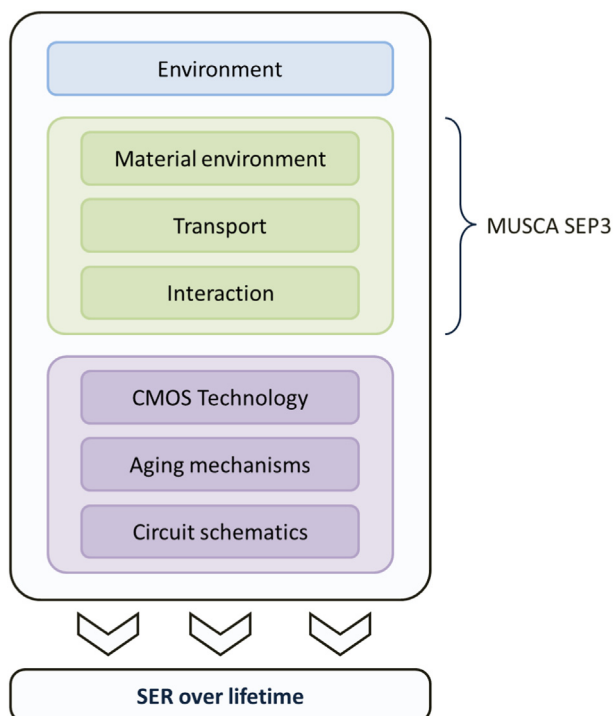 Environment
Material environment
Transport
Interaction
MUSCA SEP3
CMOS Technology
Aging mechanisms
Circuit schematics
SER over lifetime